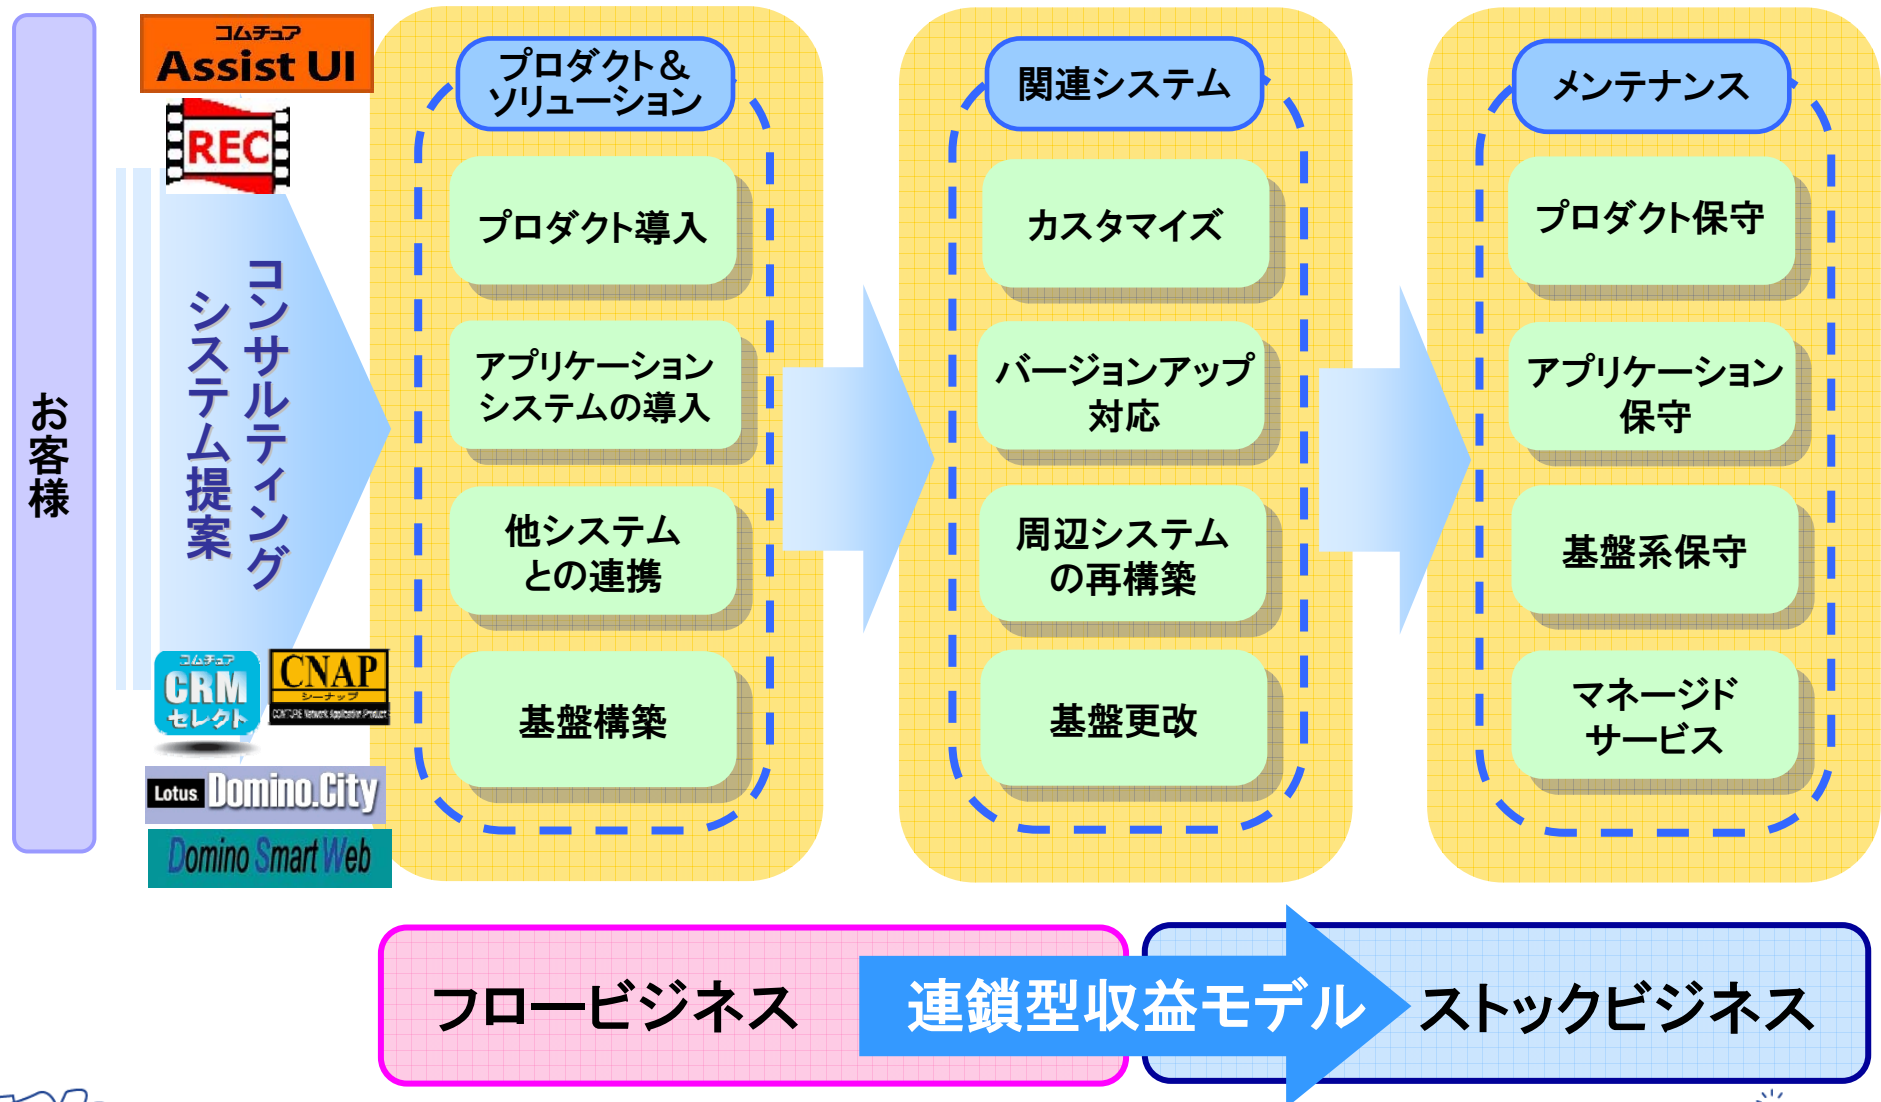 お客様
コムチュア
Assist UI
REC
コンサルティング
システム提案
コムチュア
CRM
セレクト
CNAP
シーナップ
COMTURE Network Application Product
Lotus Domino.City
Domino Smart Web
プロダクト＆
ソリューション
プロダクト導入
アプリケーション
システムの導入
他システム
との連携
基盤構築
関連システム
カスタマイズ
バージョンアップ
対応
周辺システム
の再構築
基盤更改
メンテナンス
プロダクト保守
アプリケーション
保守
基盤系保守
マネージド
サービス
フロービジネス
連鎖型収益モデル
ストックビジネス